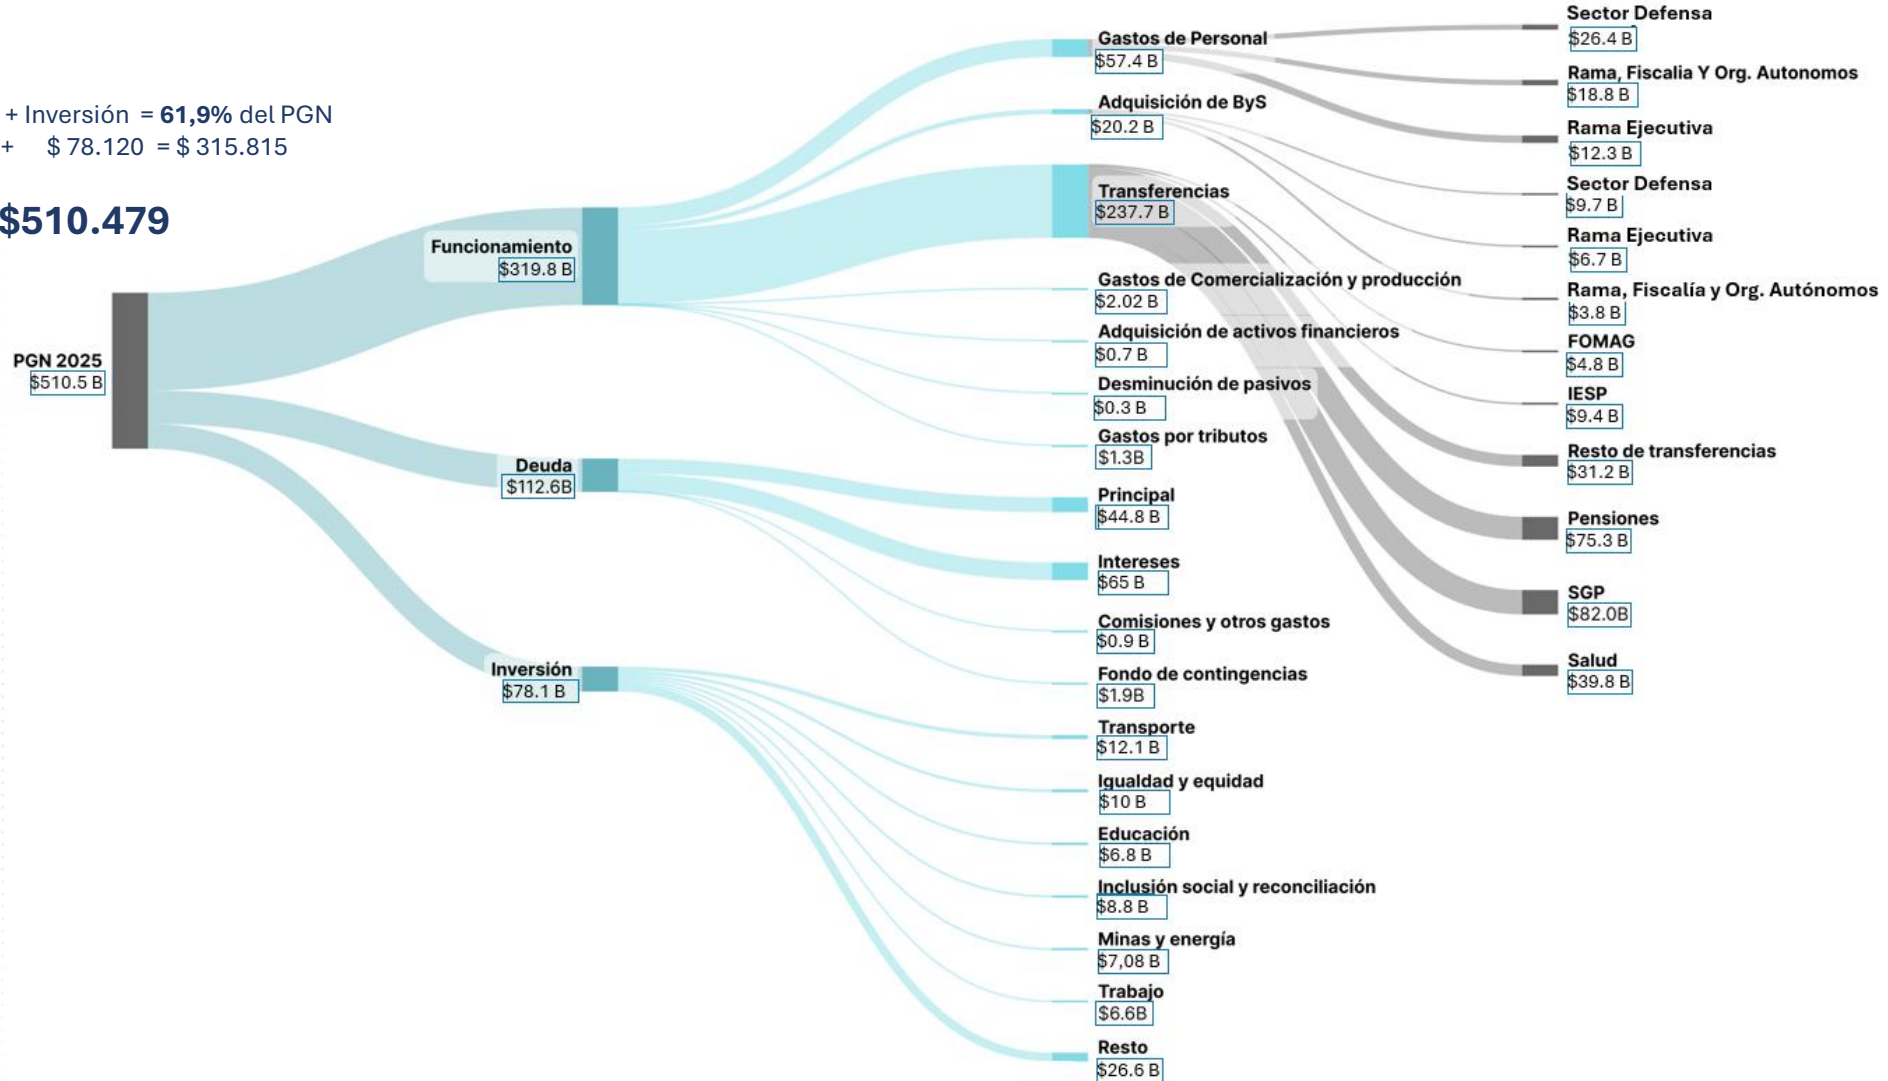 + Inversión = 61,9% del PGN
+ $ 78.120 = $ 315.815
$510.479
PGN 2025
$510.5 B
Funcionamiento
$319.8 B
Deuda
$112.6B
Inversión
$78.1 B
Gastos de Personal
$57.4 B
Adquisición de ByS
$20.2 B
Transferencias
$237.7 B
Gastos de Comercialización y producción
$2.02 B
Adquisición de activos financieros
$0.7 B
Desminución de pasivos
$0.3 B
Gastos por tributos
$1.3B
Principal
$44.8 B
Intereses
$65 B
Comisiones y otros gastos
$0.9 B
Fondo de contingencias
$1.9B
Transporte
$12.1 B
Igualdad y equidad
$10 B
Educación
$6.8 B
Inclusión social y reconciliación
$8.8 B
Minas y energía
$7,08 B
Trabajo
$6.6B
Resto
$26.6 B
Sector Defensa
$26.4 B
Rama, Fiscalia Y Org. Autonomos
$18.8 B
Rama Ejecutiva
$12.3 B
Sector Defensa
$9.7 B
Rama Ejecutiva
$6.7 B
Rama, Fiscalía y Org. Autónomos
$3.8 B
FOMAG
$4.8 B
IESP
$9.4 B
Resto de transferencias
$31.2 B
Pensiones
$75.3 B
SGP
$82.0B
Salud
$39.8 B